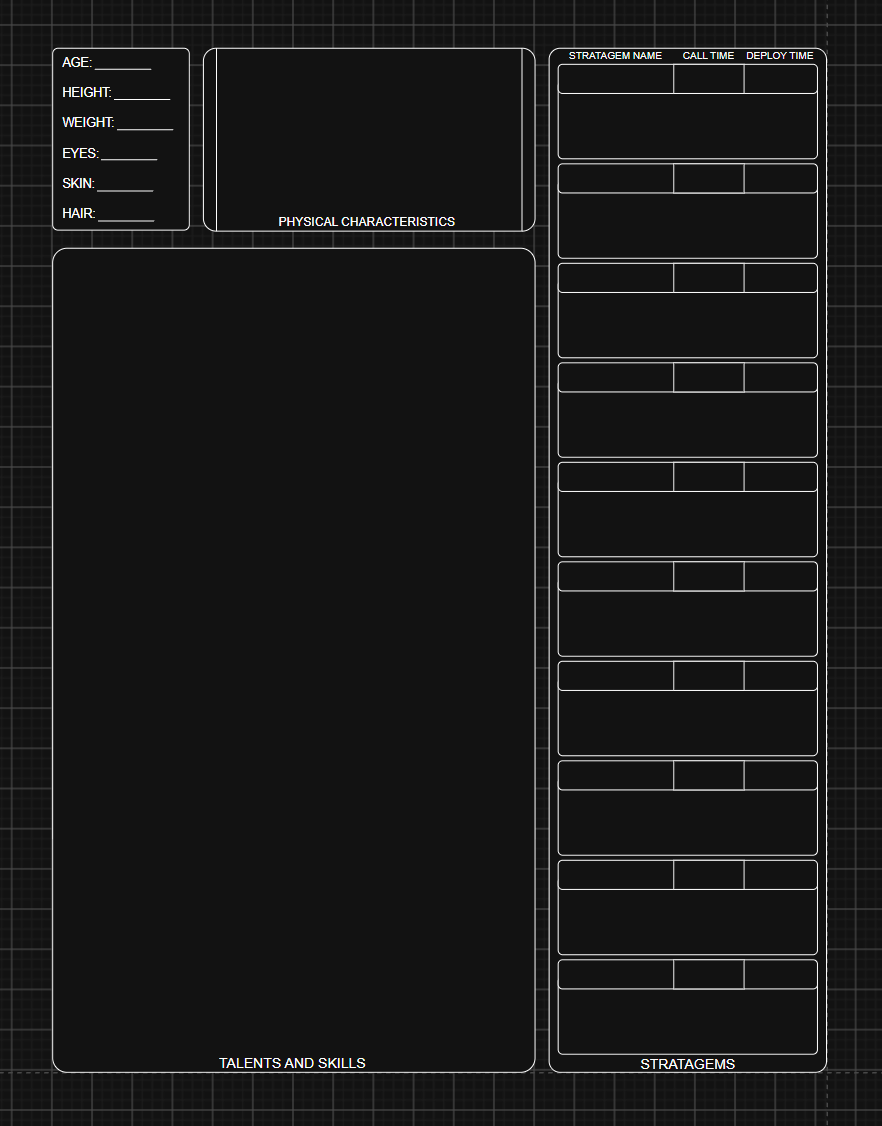 AGE: ________
HEIGHT: ________
WEIGHT: ________
EYES: ________
SKIN: ________
HAIR: ________
PHYSICAL CHARACTERISTICS
TALENTS AND SKILLS
STRATAGEM NAME CALL TIME DEPLOY TIME
STRATAGEMS